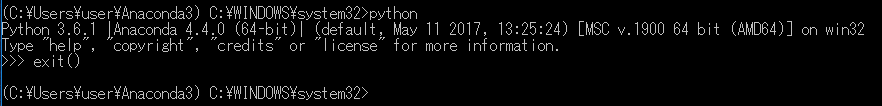 (C:¥Users¥user¥Anaconda3) C:¥WINDOWS¥system32>python
Python 3.6.1 |Anaconda 4.4.0 (64-bit)| (default, May 11 2017, 13:25:24) [MSC v.1900 64 bit (AMD64)] on win32
Type "help", "copyright", "credits" or "license" for more information.
>>> exit()
(C:¥Users¥user¥Anaconda3) C:¥WINDOWS¥system32>